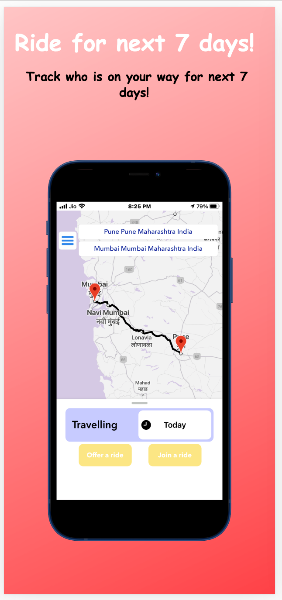 Ride for next 7 days!
Track who is on your way for next 7
days!
Jio
8:25 PM
79%
Pune Pune Maharashtra India
Mumbai Mumbai Maharashtra India
Mumbai
Navi Mumbai
नवी मुंबई
Lonavla
लोणावळा
Pune
Mahad
महाड
Travelling
Today
Offer a ride
Join a ride